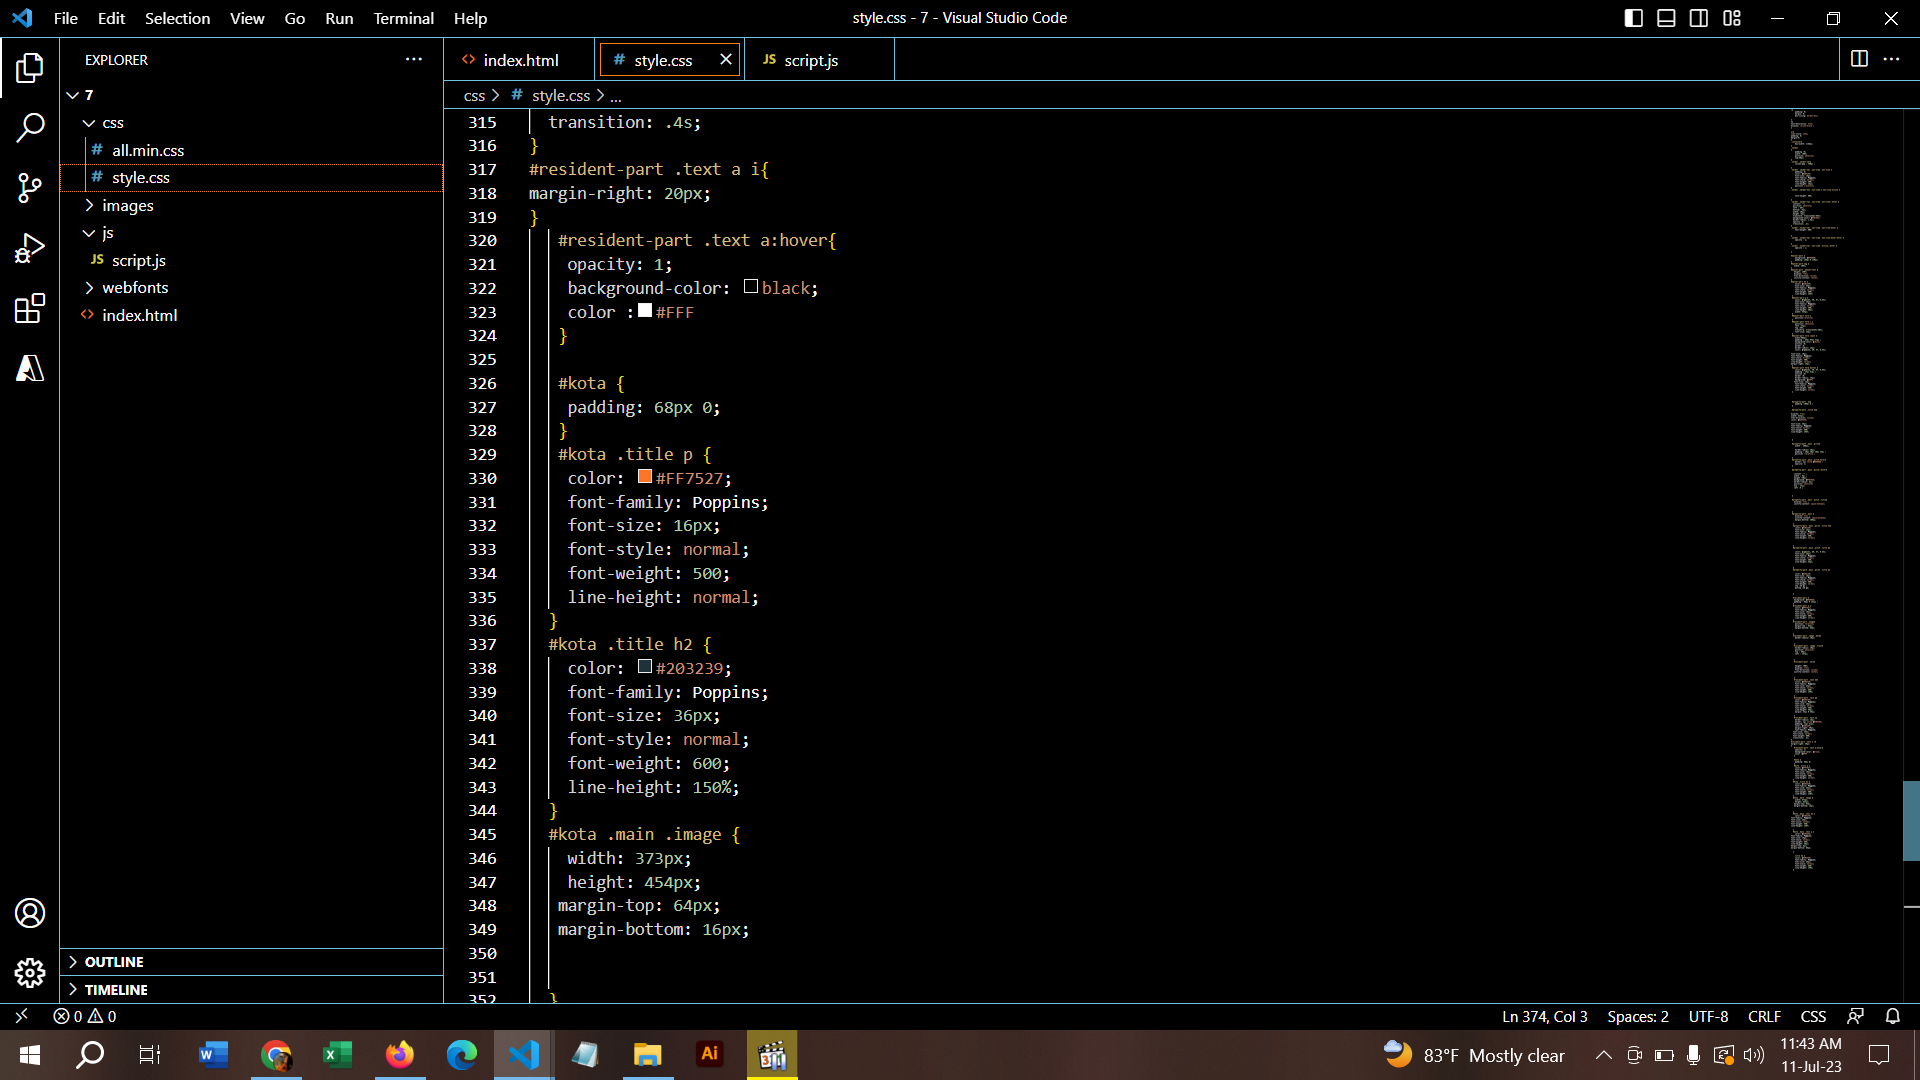 File Edit Selection View Go Run Terminal Help
style.css - 7 - Visual Studio Code
EXPLORER
7
css
# all.min.css
# style.css
images
js
JS script.js
webfonts
<> index.html
OUTLINE
TIMELINE
<> index.html
# style.css
JS script.js
css > # style.css > ...
315 transition: .4s;
316 }
317 #resident-part .text a i{
318 margin-right: 20px;
319 }
320 #resident-part .text a:hover{
321 opacity: 1;
322 background-color: black;
323 color :#FFF
324 }
325
326 #kota {
327 padding: 68px 0;
328 }
329 #kota .title p {
330 color: #FF7527;
331 font-family: Poppins;
332 font-size: 16px;
333 font-style: normal;
334 font-weight: 500;
335 line-height: normal;
336 }
337 #kota .title h2 {
338 color: #203239;
339 font-family: Poppins;
340 font-size: 36px;
341 font-style: normal;
342 font-weight: 600;
343 line-height: 150%;
344 }
345 #kota .main .image {
346 width: 373px;
347 height: 454px;
348 margin-top: 64px;
349 margin-bottom: 16px;
350
351
352 }
0 0
Ln 374, Col 3 Spaces: 2 UTF-8 CRLF CSS
83°F Mostly clear
11:43 AM
11-Jul-23